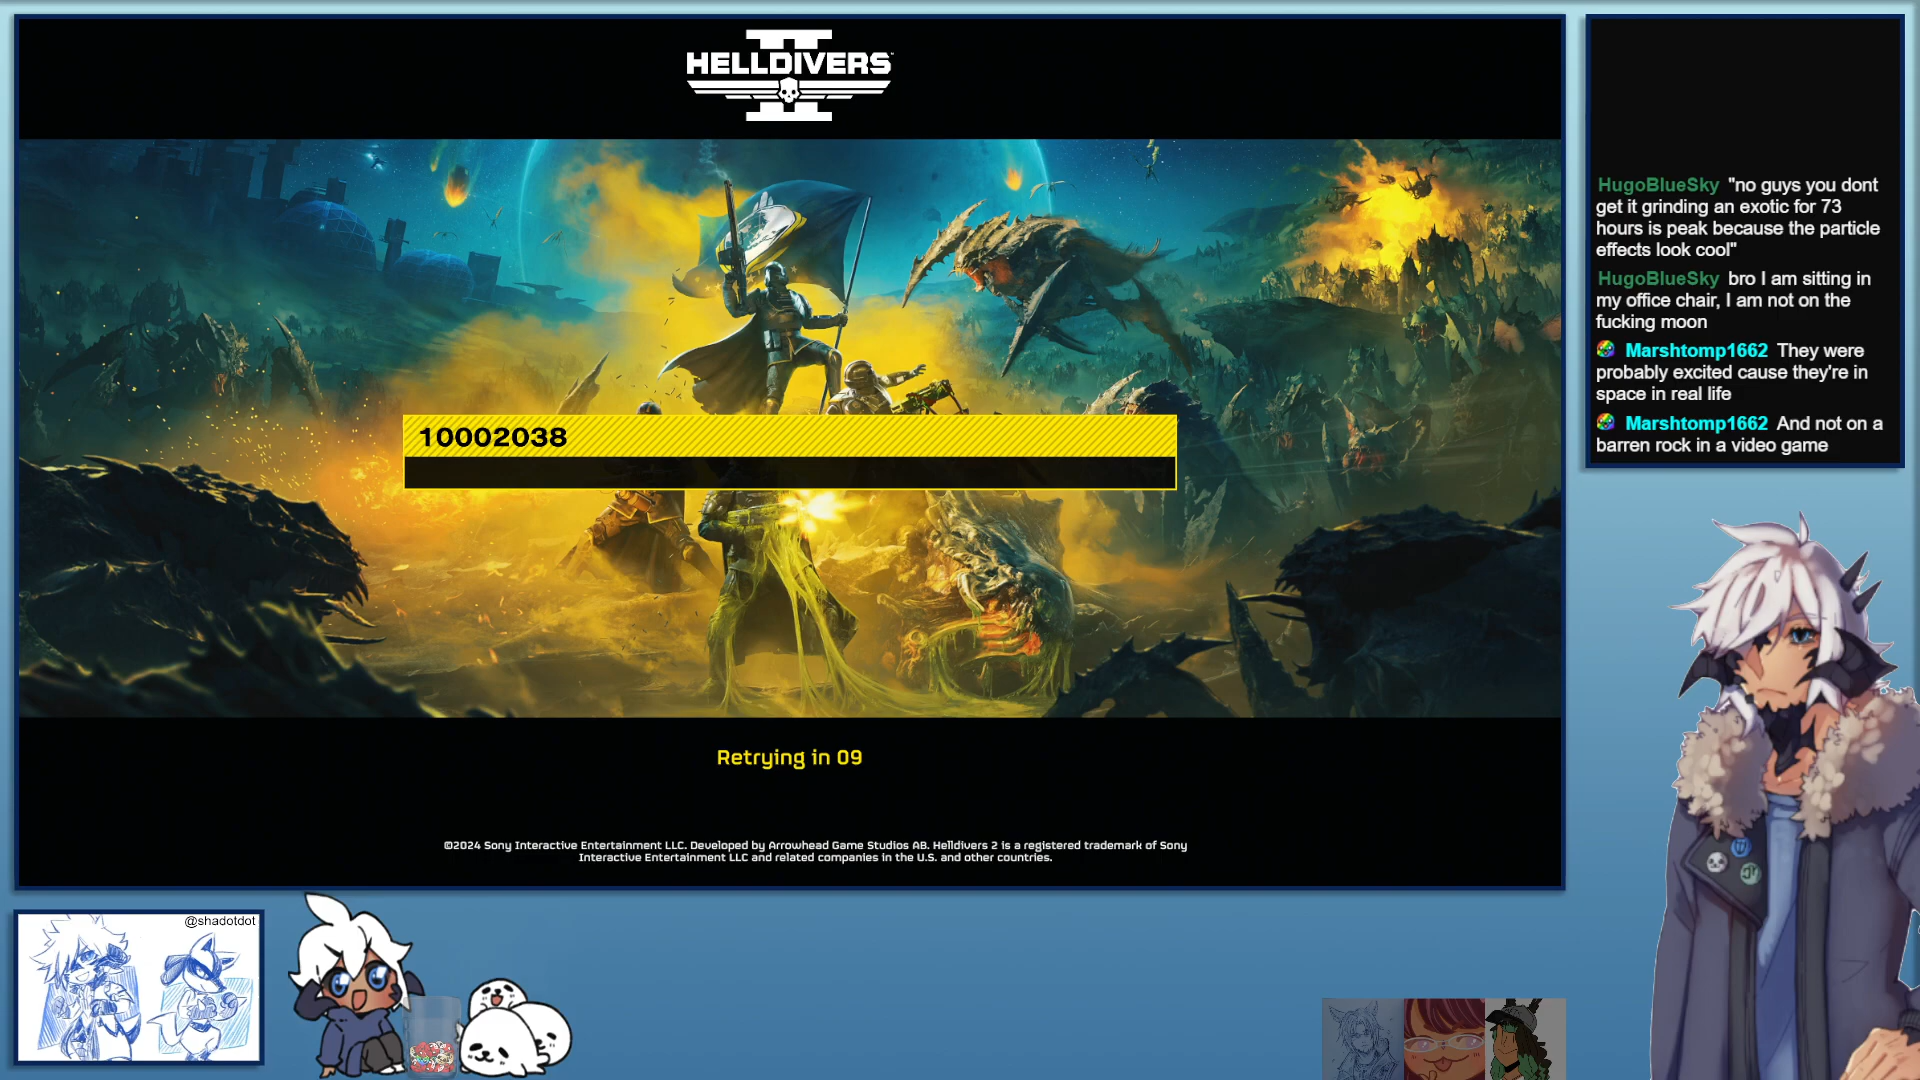 HELLDIVERS
II
10002038
Retrying in 09
©2024 Sony Interactive Entertainment LLC. Developed by Arrowhead Game Studios AB. Helldivers 2 is a registered trademark of Sony
Interactive Entertainment LLC and related companies in the U.S. and other countries.
HugoBlueSky "no guys you dont
get it grinding an exotic for 73
hours is peak because the particle
effects look cool"
HugoBlueSky bro I am sitting in
my office chair, I am not on the
fucking moon
Marshtomp1662 They were
probably excited cause they're in
space in real life
Marshtomp1662 And not on a
barren rock in a video game
@shadotdot